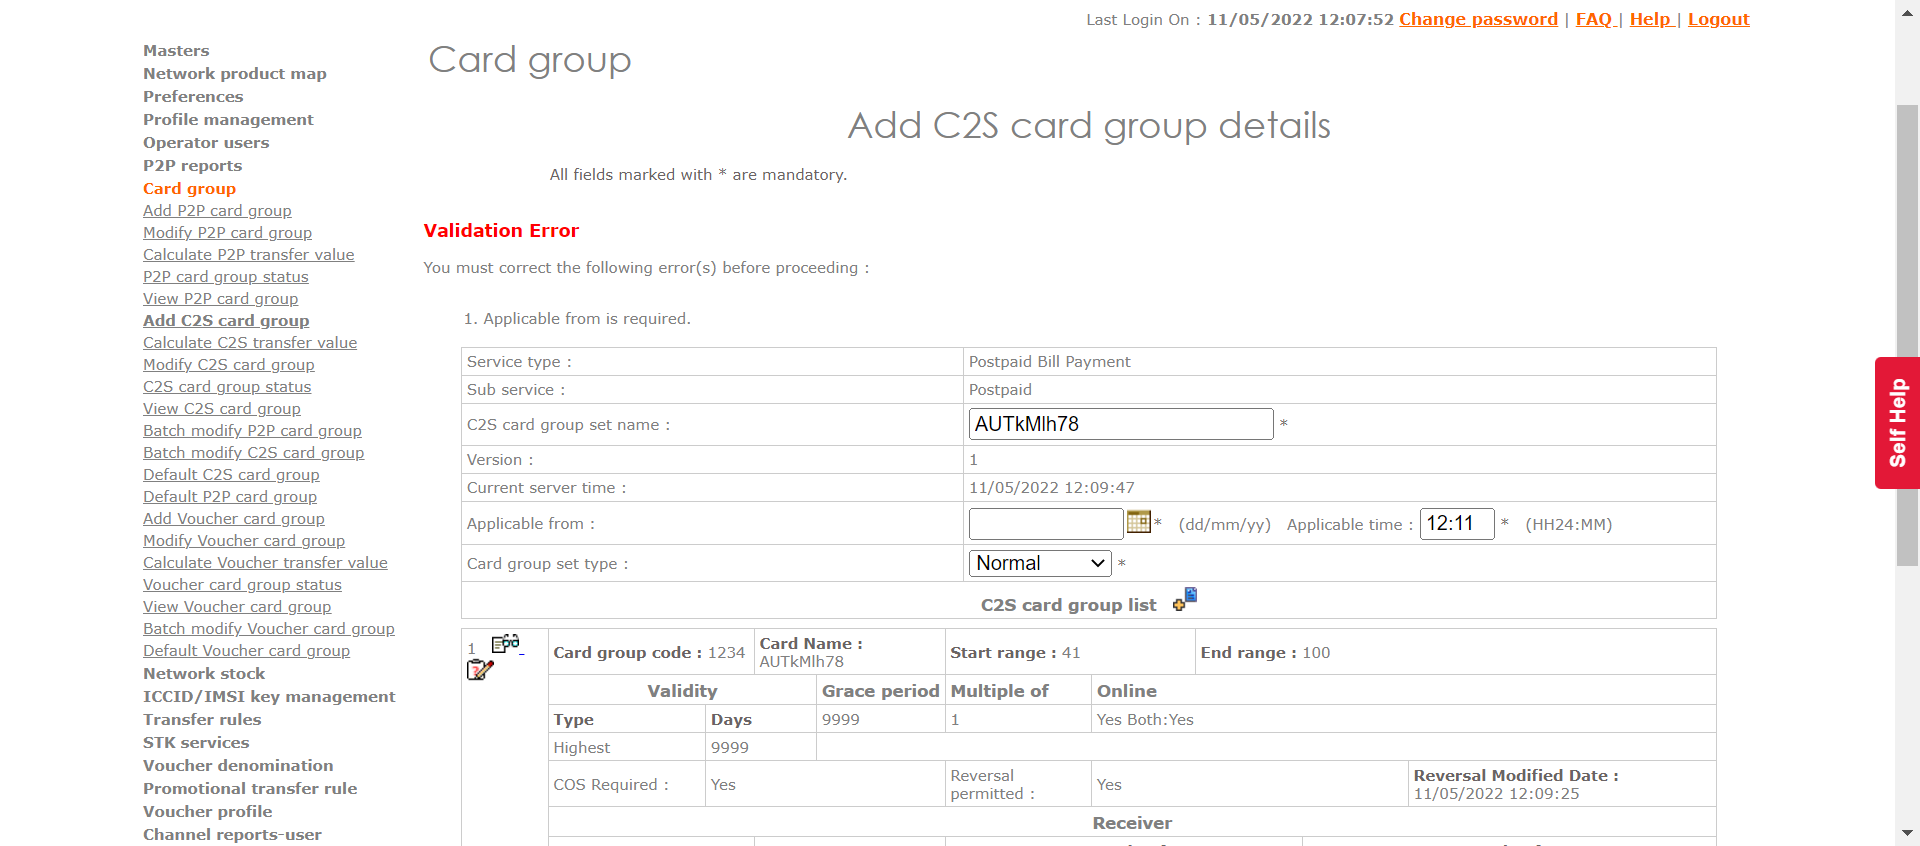 Last Login On : 11/05/2022 12:07:52 Change password | FAQ | Help | Logout
Masters
Network product map
Preferences
Profile management
Operator users
P2P reports
Card group
Add P2P card group
Modify P2P card group
Calculate P2P transfer value
P2P card group status
View P2P card group
Add C2S card group
Calculate C2S transfer value
Modify C2S card group
C2S card group status
View C2S card group
Batch modify P2P card group
Batch modify C2S card group
Default C2S card group
Default P2P card group
Add Voucher card group
Modify Voucher card group
Calculate Voucher transfer value
Voucher card group status
View Voucher card group
Batch modify Voucher card group
Default Voucher card group
Network stock
ICCID/IMSI key management
Transfer rules
STK services
Voucher denomination
Promotional transfer rule
Voucher profile
Channel reports-user
Card group
Add C2S card group details
All fields marked with * are mandatory.
Validation Error
You must correct the following error(s) before proceeding :
1. Applicable from is required.
Service type : Postpaid Bill Payment
Sub service : Postpaid
C2S card group set name : AUTkMlh78 *
Version : 1
Current server time : 11/05/2022 12:09:47
Applicable from : * (dd/mm/yy) Applicable time : 12:11 * (HH24:MM)
Card group set type : Normal *
C2S card group list
1 Card group code : 1234 Card Name : AUTkMlh78 Start range : 41 End range : 100
Validity Grace period Multiple of Online
Type Days 9999 1 Yes Both:Yes
Highest 9999
COS Required : Yes Reversal permitted : Yes Reversal Modified Date : 11/05/2022 12:09:25
Receiver
Self Help